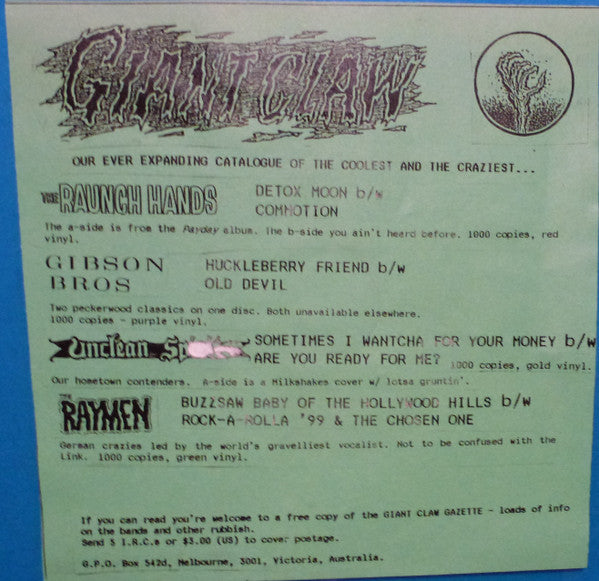 GIANT CLAW
OUR EVER EXPANDING CATALOGUE OF THE COOLEST AND THE CRAZIEST...
THE RAUNCH HANDS
DETOX MOON b/w
COMMOTION
The a-side is from the Payday album. The b-side you ain't heard before. 1000 copies, red
vinyl.
GIBSON
BROS
HUCKLEBERRY FRIEND b/w
OLD DEVIL
Two peckerwood classics on one disc. Both unavailable elsewhere.
1000 copies - purple vinyl.
Unclean
SOMETIMES I WANTCHA FOR YOUR MONEY b/w
ARE YOU READY FOR ME? 1000 copies, gold vinyl.
Our hometown contenders. A-side is a Milkshakes cover w/ lotsa gruntin'.
THE
RAYMEN
BUZZSAW BABY OF THE HOLLYWOOD HILLS b/w
ROCK-A-ROLLA '99 & THE CHOSEN ONE
German crazies led by the world's gravelliest vocalist. Not to be confused with the
Link. 1000 copies, green vinyl.
If you can read you're welcome to a free copy of the GIANT CLAW GAZETTE - loads of info
on the bands and other rubbish.
Send 5 I.R.C.s or $3.00 (US) to cover postage.
G.P.O. Box 542d, Melbourne, 3001, Victoria, Australia.